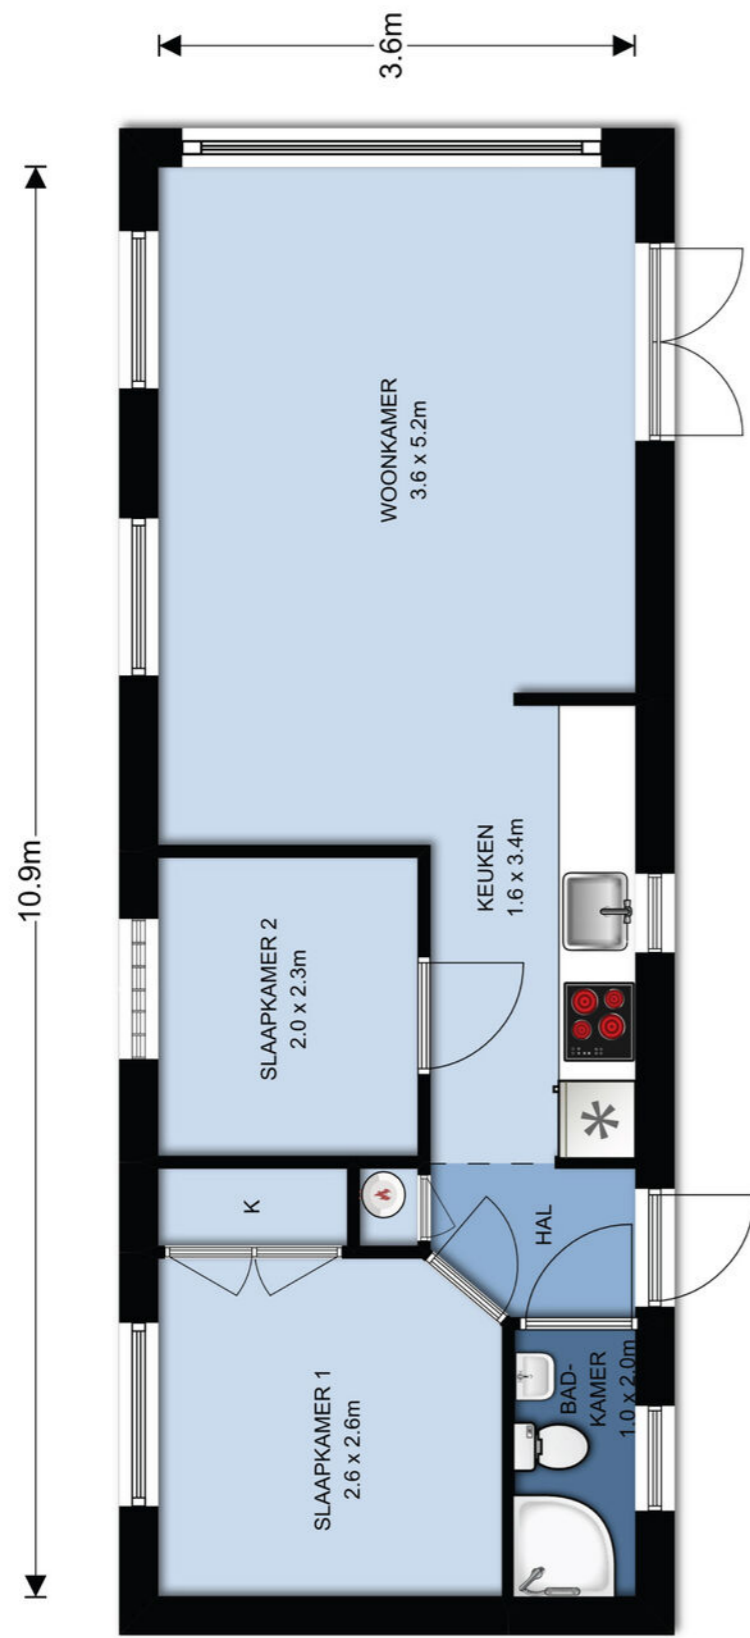 3.6m
10.9m
WOONKAMER
3.6 x 5.2m
KEUKEN
1.6 x 3.4m
SLAAPKAMER 2
2.0 x 2.3m
K
HAL
SLAAPKAMER 1
2.6 x 2.6m
BAD-
KAMER
1.0 x 2.0m